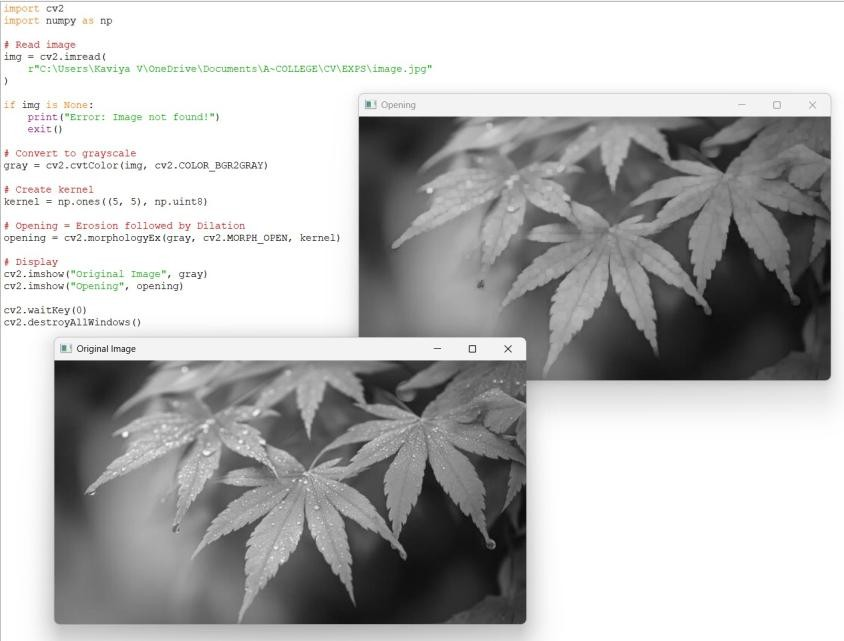 import cv2
import numpy as np

# Read image
img = cv2.imread(
    r"C:\Users\Kaviya V\OneDrive\Documents\A~COLLEGE\CV\EXPS\image.jpg"
)

if img is None:
    print("Error: Image not found!")
    exit()

# Convert to grayscale
gray = cv2.cvtColor(img, cv2.COLOR_BGR2GRAY)

# Create kernel
kernel = np.ones((5, 5), np.uint8)

# Opening = Erosion followed by Dilation
opening = cv2.morphologyEx(gray, cv2.MORPH_OPEN, kernel)

# Display
cv2.imshow("Original Image", gray)
cv2.imshow("Opening", opening)

cv2.waitKey(0)
cv2.destroyAllWindows()
Opening
Original Image